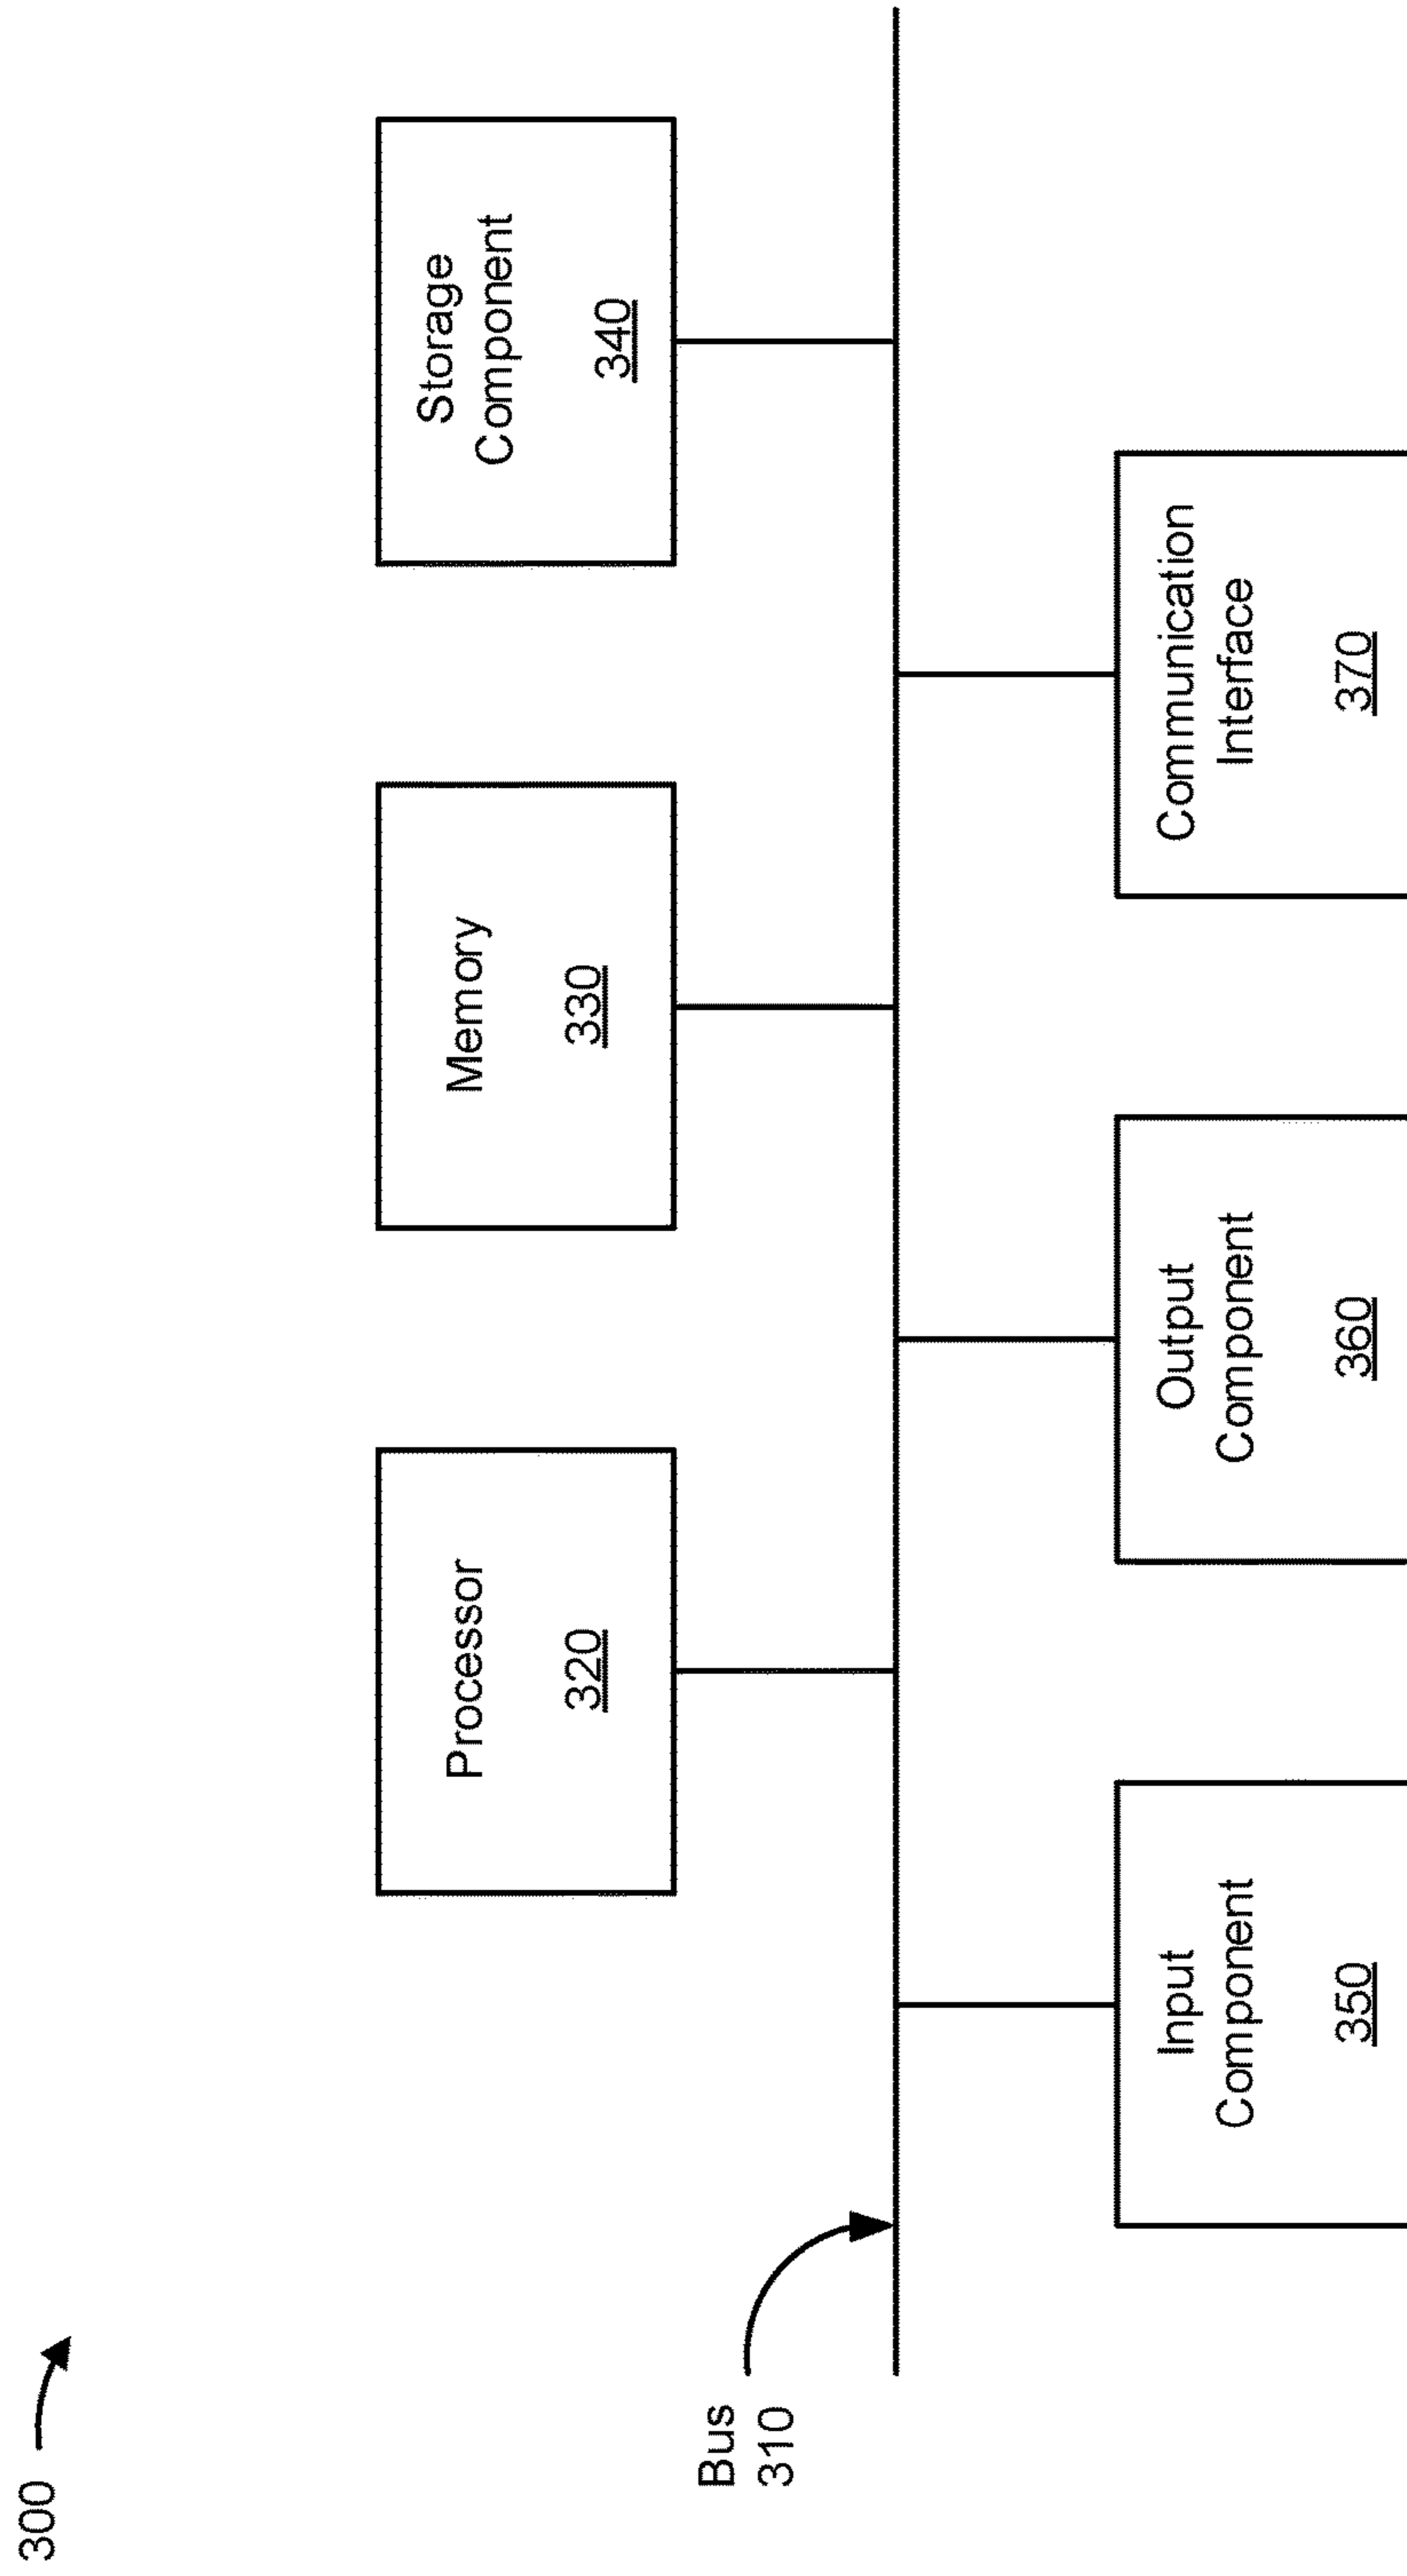 300
Processor
320
Memory
330
Storage
Component
340
Bus
310
Input
Component
350
Output
Component
360
Communication
Interface
370